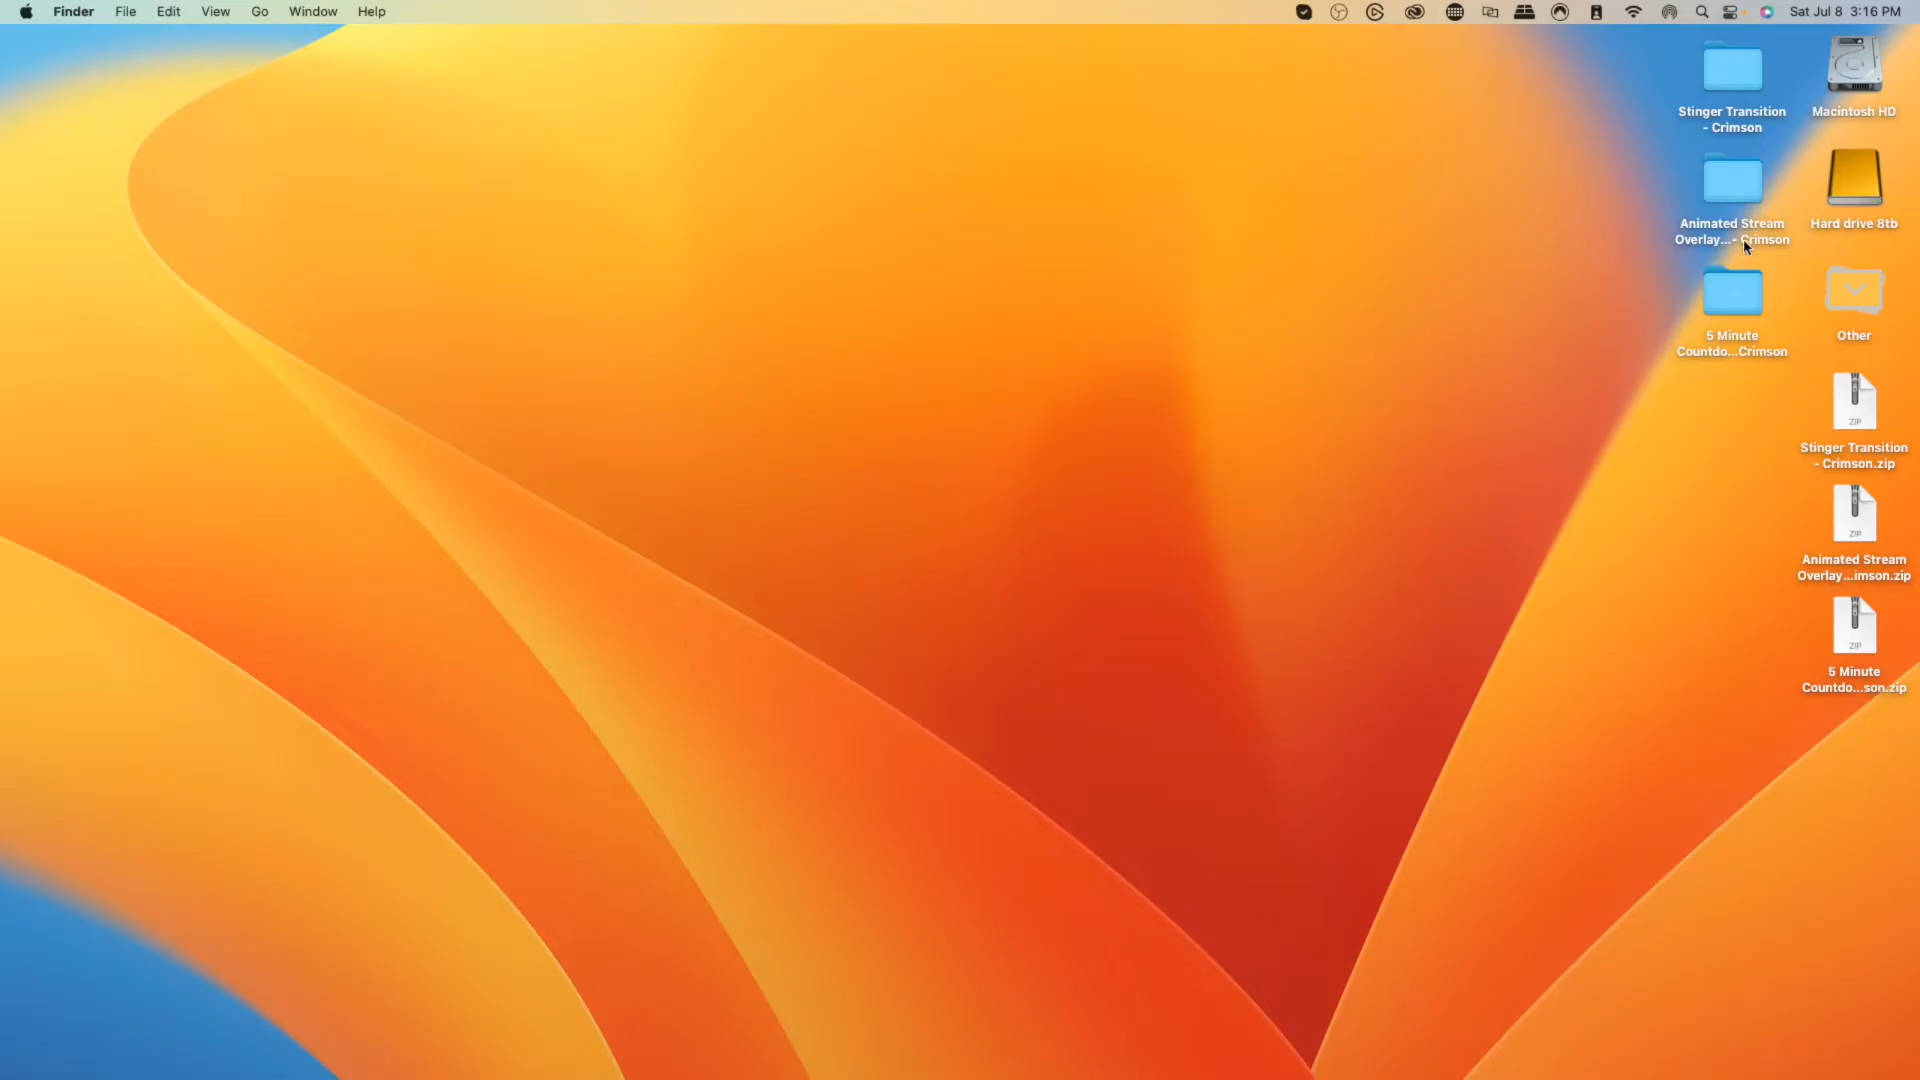 Finder File Edit View Go Window Help Sat Jul 8 3:16 PM
Stinger Transition
- Crimson
Macintosh HD
Animated Stream
Overlay...- Crimson
Hard drive 8tb
5 Minute
Countdo...Crimson
Other
ZIP
Stinger Transition
- Crimson.zip
ZIP
Animated Stream
Overlay...imson.zip
ZIP
5 Minute
Countdo...son.zip